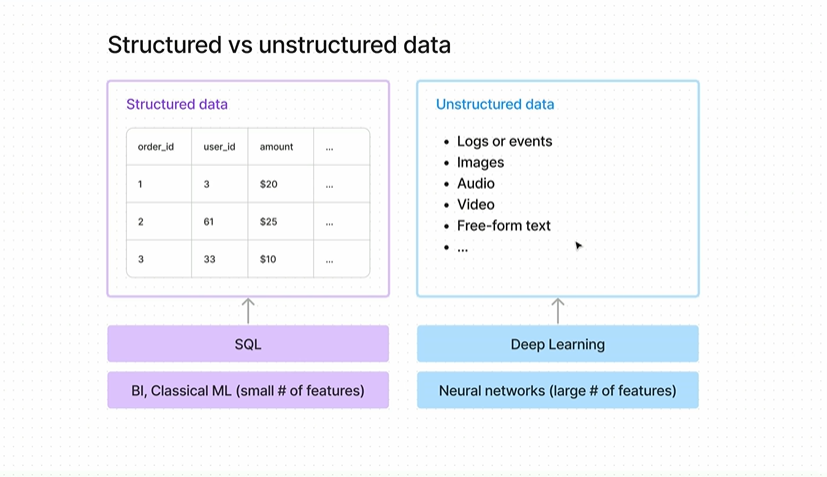 Structured vs unstructured data
Structured data
order_id user_id amount ...
1 3 $20 ...
2 61 $25 ...
3 33 $10 ...
SQL
BI, Classical ML (small # of features)
Unstructured data
• Logs or events
• Images
• Audio
• Video
• Free-form text
• ...
Deep Learning
Neural networks (large # of features)